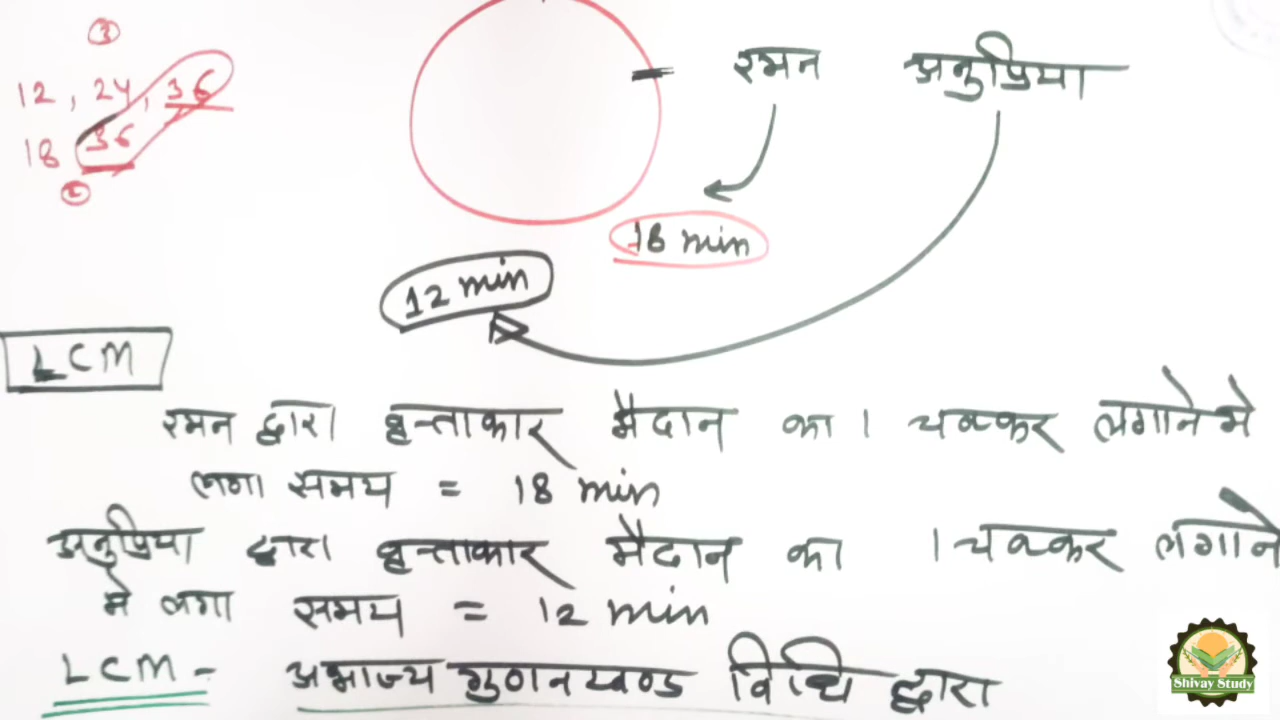 ③
12, 24, 36
18 36
②
रमन अनुप्रिया
18 min
12 min
LCM
रमन द्वारा वृत्ताकार मैदान का 1 चक्कर लगाने मे
लगा समय = 18 min
अनुप्रिया द्वारा वृत्ताकार मैदान का 1 चक्कर लगाने
मे लगा समय = 12 min
LCM - अभाज्य गुणनखण्ड विधि द्वारा
Shivay Study